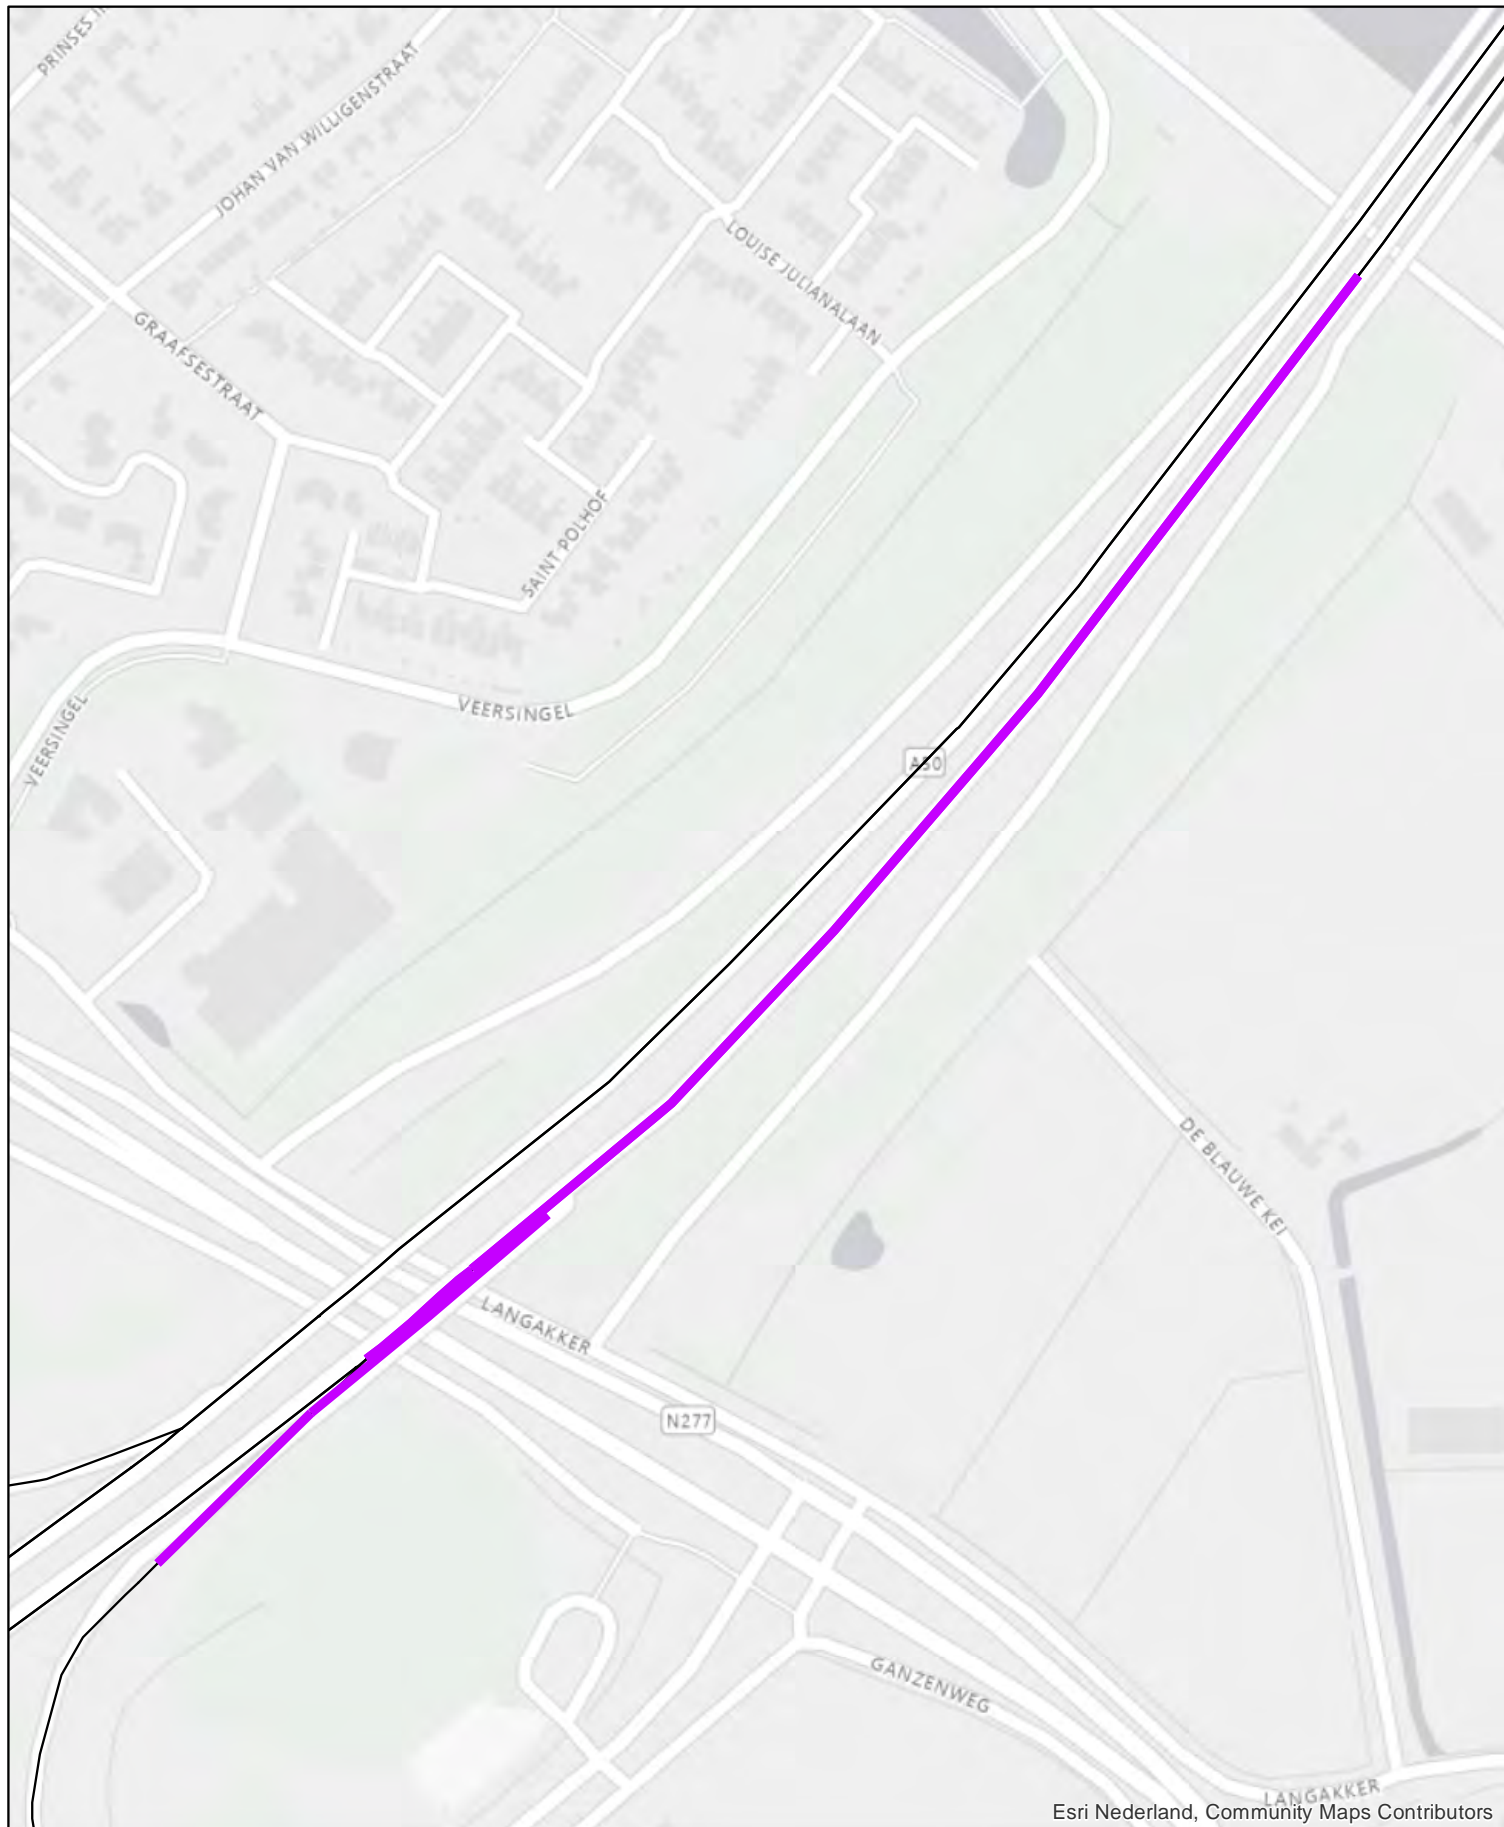 PRINSES
JOHAN VAN WILLIGENSTRAAT
LOUISE JULIANALAAN
GRAAFSESTRAAT
SAINT POLHOF
VEERSINGEL
VEERSINGEL
A50
DE BLAUWE KEI
LANGAKKER
N277
GANZENWEG
LANGAKKER
Esri Nederland, Community Maps Contributors